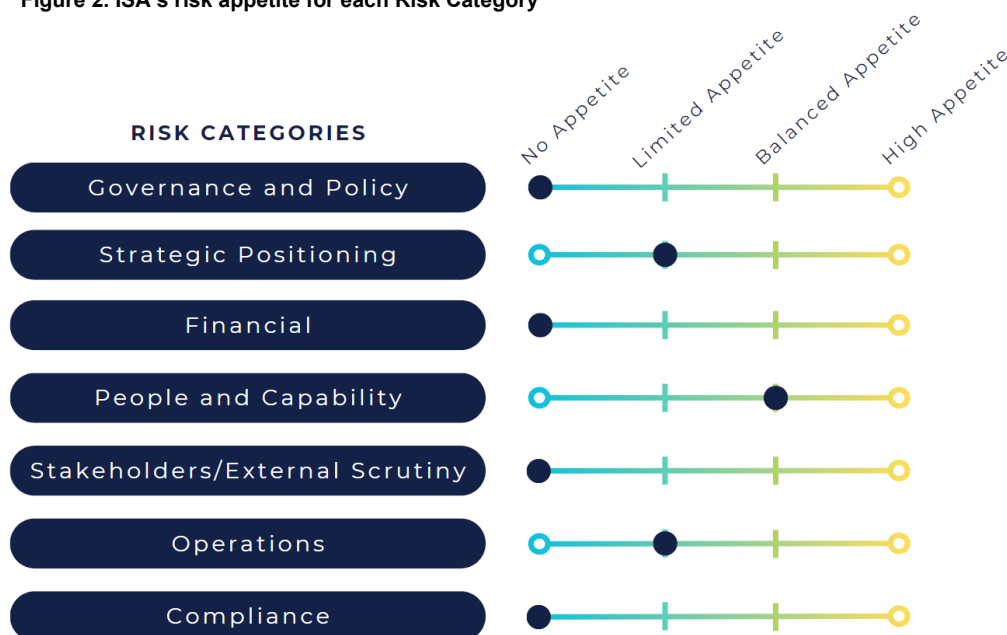 Figure 2. ISA's risk appetite for each Risk Category
No Appetite
Limited Appetite
Balanced Appetite
High Appetite
RISK CATEGORIES
Governance and Policy
Strategic Positioning
Financial
People and Capability
Stakeholders/External Scrutiny
Operations
Compliance